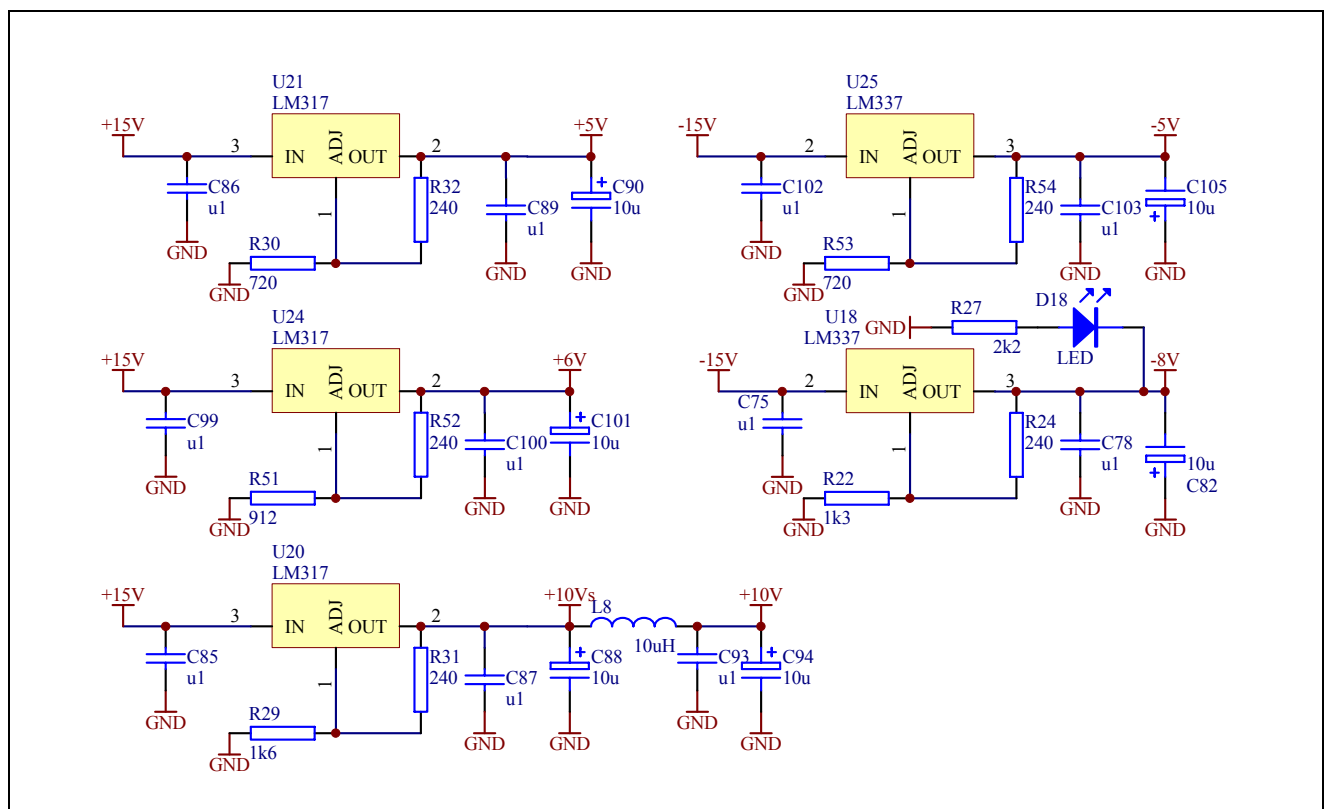 U21
LM317
+15V
3
IN
ADJ
OUT
2
+5V
1
C86
u1
GND
R30
720
GND
R32
240
C89
u1
GND
C90
10u
GND
U25
LM337
-15V
2
IN
ADJ
OUT
3
-5V
1
C102
u1
GND
R53
720
GND
R54
240
C103
u1
GND
C105
10u
GND
U24
LM317
+15V
3
IN
ADJ
OUT
2
+6V
1
C99
u1
GND
R51
912
GND
R52
240
C100
u1
GND
C101
10u
GND
U18
LM337
GND
R27
2k2
D18
LED
-15V
2
IN
ADJ
OUT
3
-8V
1
C75
u1
GND
R22
1k3
GND
R24
240
C78
u1
GND
10u
C82
GND
U20
LM317
+15V
3
IN
ADJ
OUT
2
+10Vs
L8
10uH
+10V
1
C85
u1
GND
R29
1k6
GND
R31
240
C87
u1
GND
C88
10u
GND
C93
u1
GND
C94
10u
GND